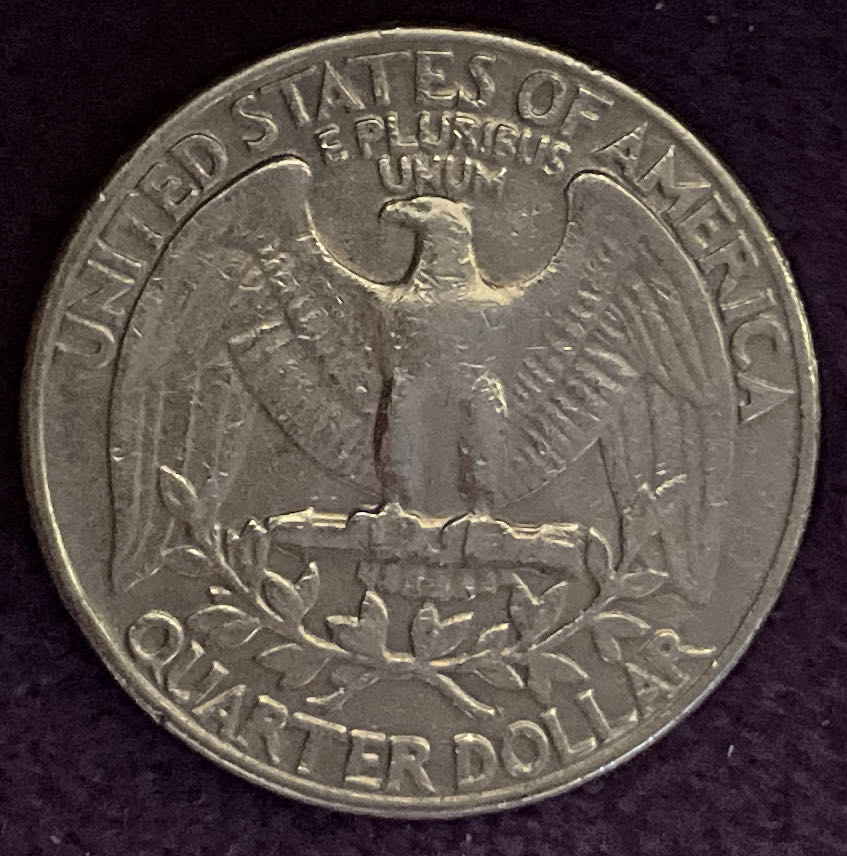 UNITED STATES OF AMERICA
E PLURIBUS
UNUM
QUARTER DOLLAR